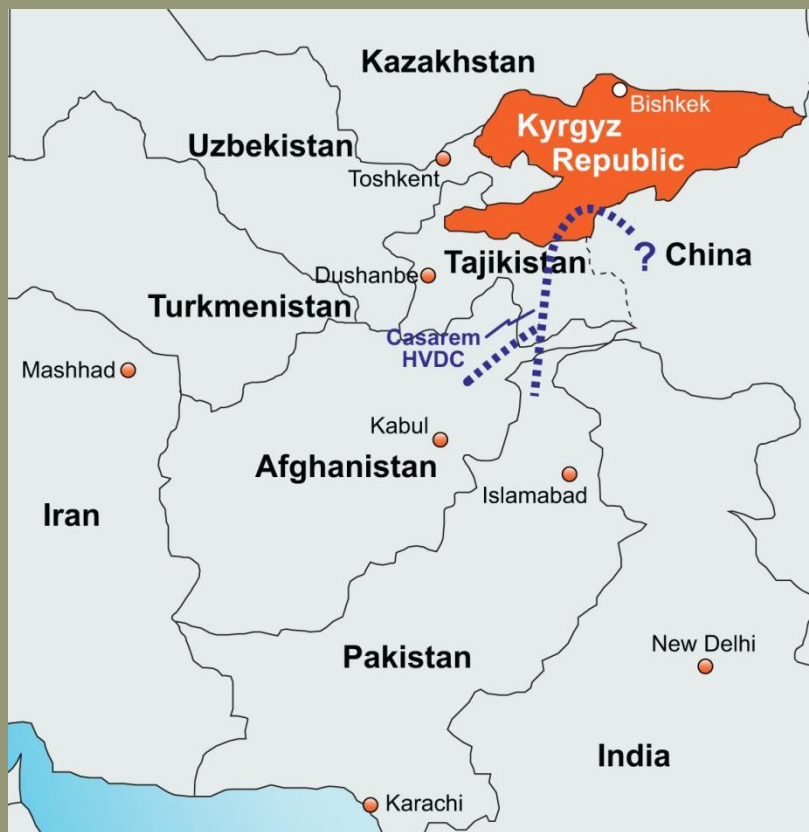 Kazakhstan
Bishkek
Kyrgyz
Republic
Uzbekistan
Toshkent
Tajikistan
? China
Dushanbe
Turkmenistan
Casarem
HVDC
Mashhad
Kabul
Afghanistan
Islamabad
Iran
Pakistan
New Delhi
India
Karachi